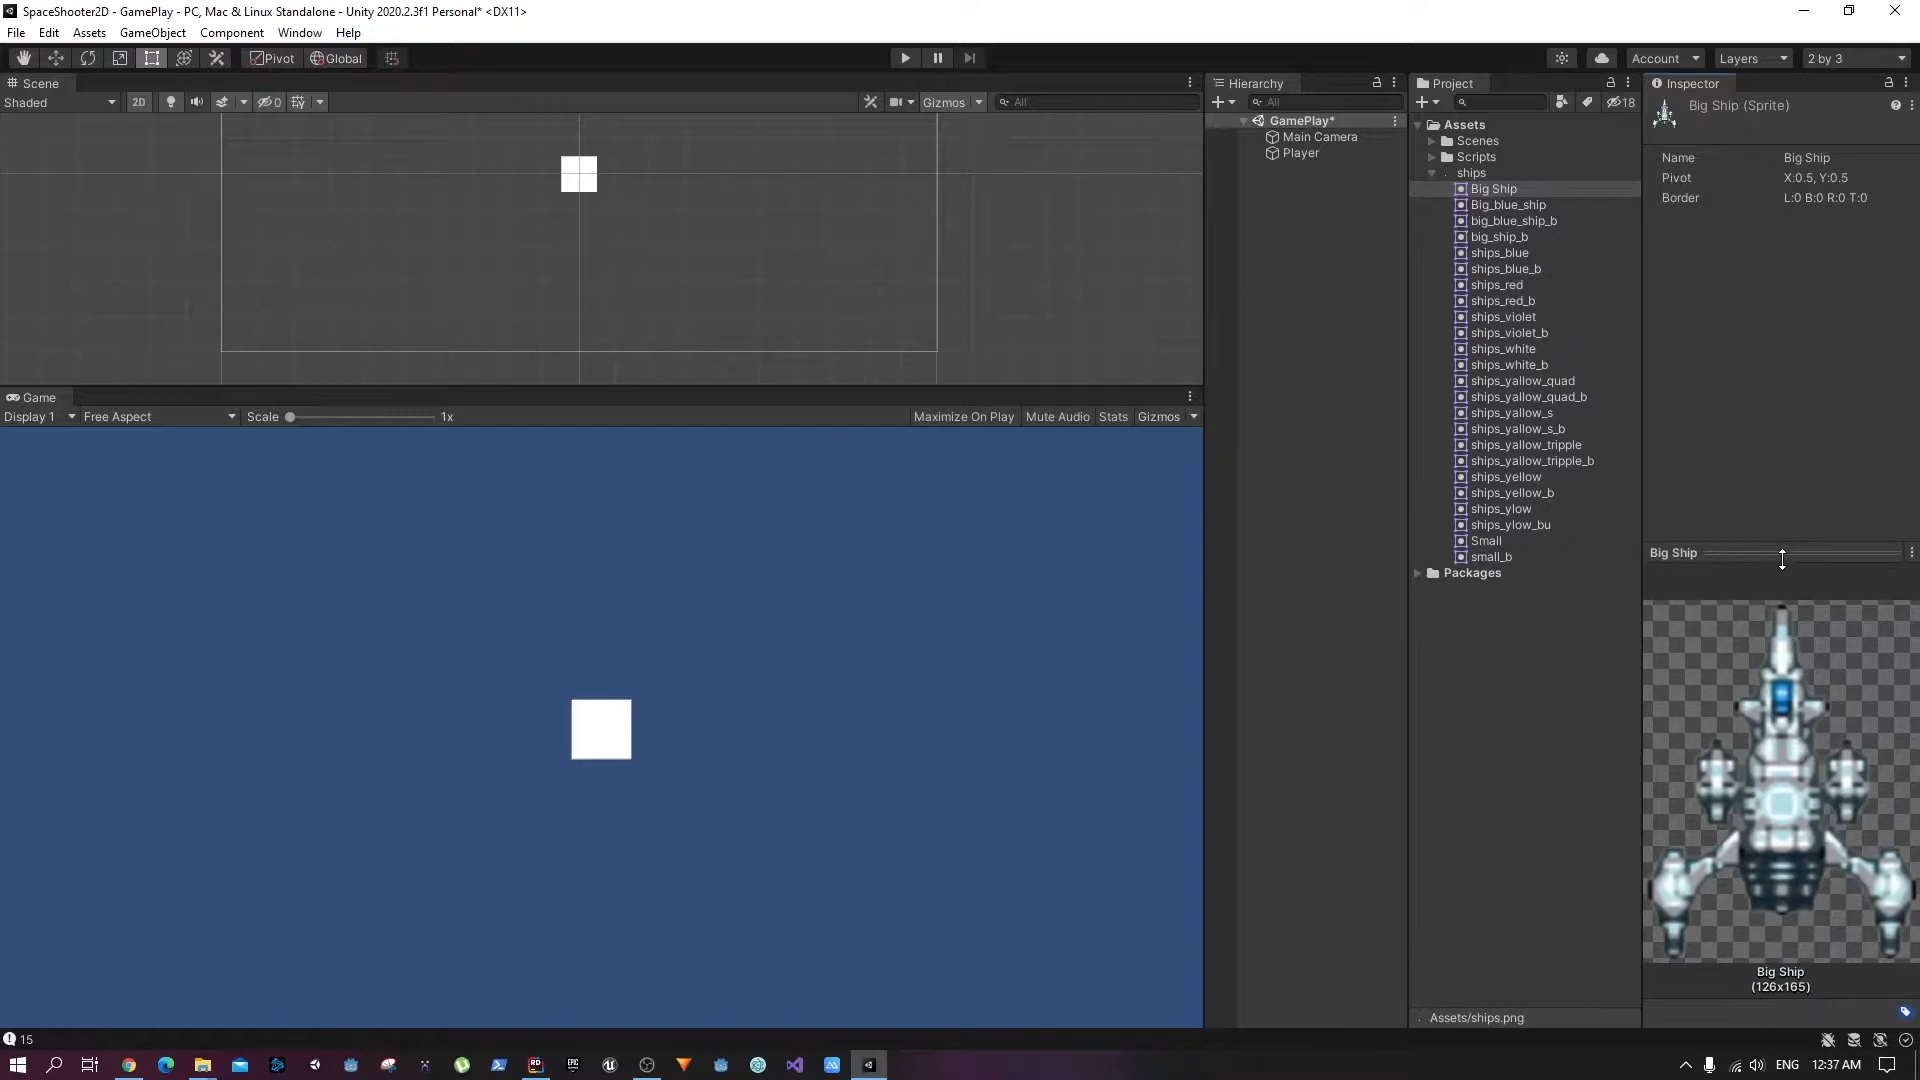 SpaceShooter2D - GamePlay - PC, Mac & Linux Standalone - Unity 2020.2.3f1 Personal* <DX11>
File Edit Assets GameObject Component Window Help
Pivot Global Account Layers 2 by 3
Scene
Shaded 2D 0 Gizmos All
Game
Display 1 Free Aspect Scale 1x Maximize On Play Mute Audio Stats Gizmos
Hierarchy
All
GamePlay*
Main Camera
Player
Project
18
Assets
Scenes
Scripts
ships
Big Ship
Big_blue_ship
big_blue_ship_b
big_ship_b
ships_blue
ships_blue_b
ships_red
ships_red_b
ships_violet
ships_violet_b
ships_white
ships_white_b
ships_yallow_quad
ships_yallow_quad_b
ships_yallow_s
ships_yallow_s_b
ships_yallow_tripple
ships_yallow_tripple_b
ships_yellow
ships_yellow_b
ships_ylow
ships_ylow_bu
Small
small_b
Packages
Assets/ships.png
Inspector
Big Ship (Sprite)
Name Big Ship
Pivot X:0.5, Y:0.5
Border L:0 B:0 R:0 T:0
Big Ship
Big Ship
(126x165)
15
ENG 12:37 AM